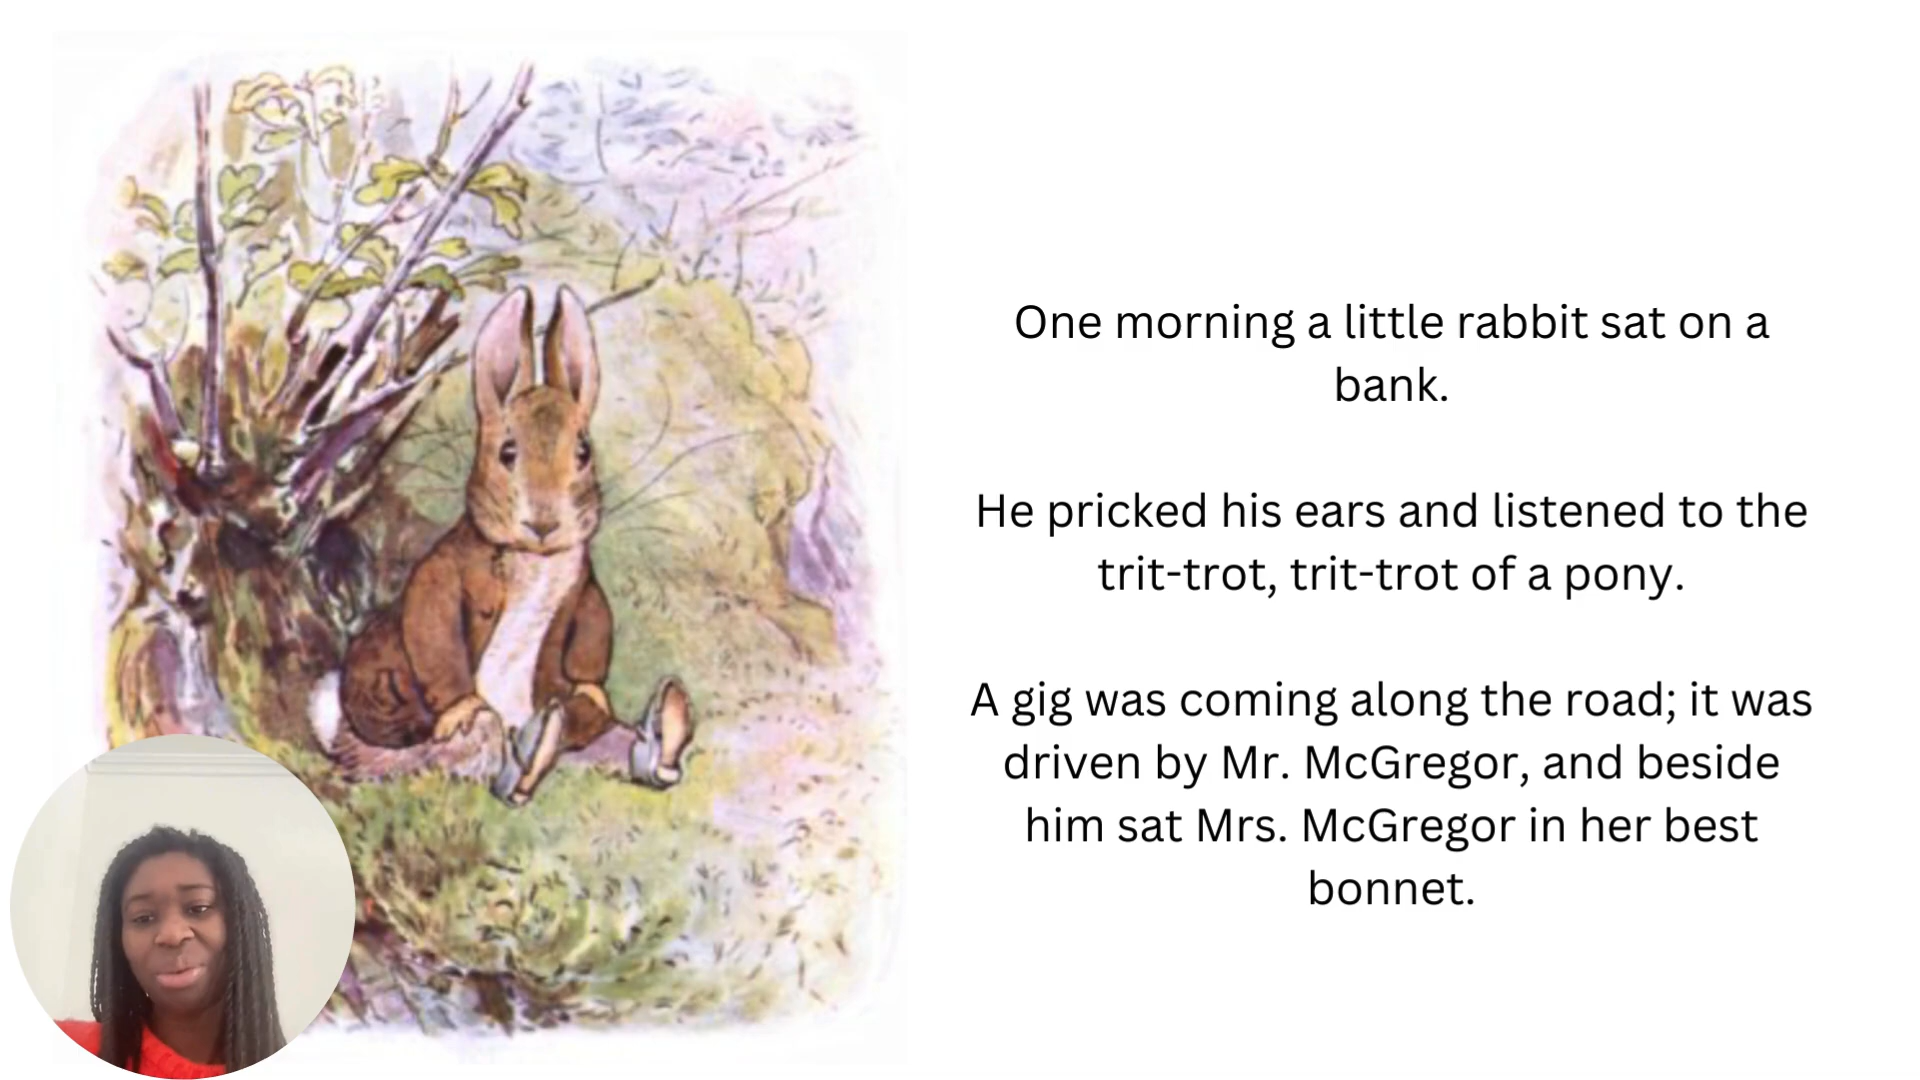 One morning a little rabbit sat on a
bank.
He pricked his ears and listened to the
trit-trot, trit-trot of a pony.
A gig was coming along the road; it was
driven by Mr. McGregor, and beside
him sat Mrs. McGregor in her best
bonnet.